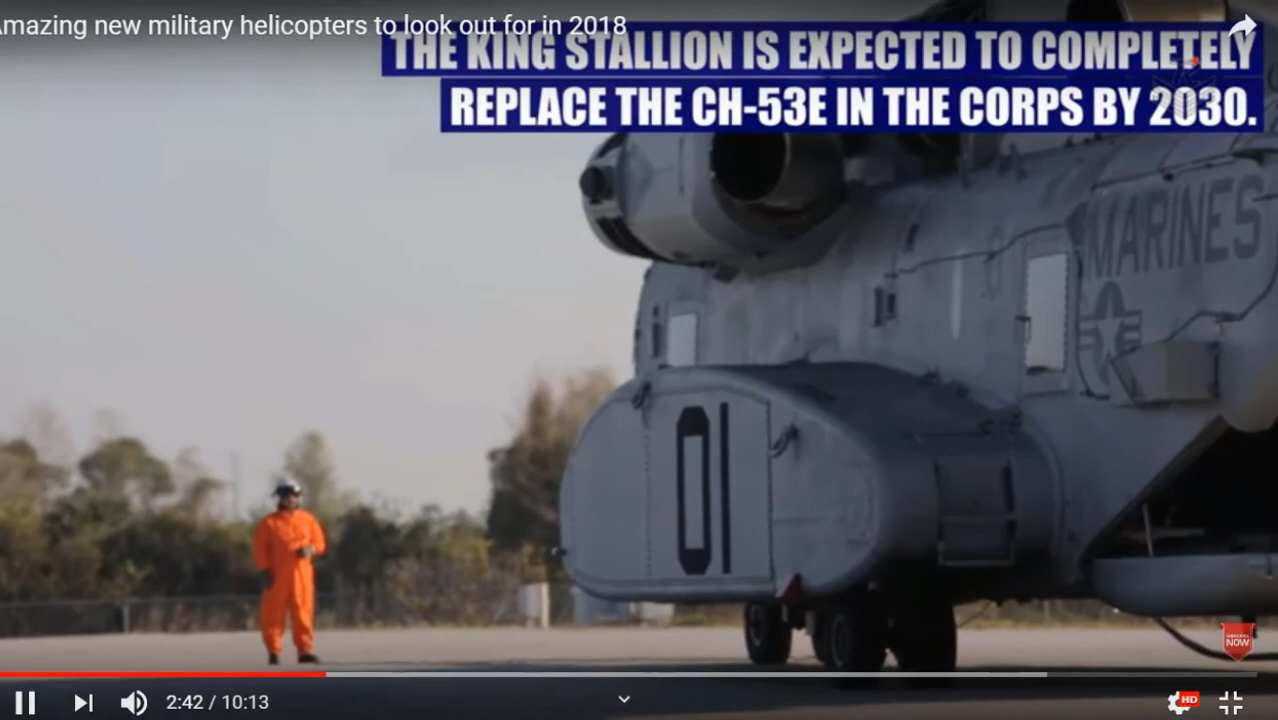 Amazing new military helicopters to look out for in 2018
THE KING STALLION IS EXPECTED TO COMPLETELY
REPLACE THE CH-53E IN THE CORPS BY 2030.
MARINES
01
NOW
2:42 / 10:13
HD